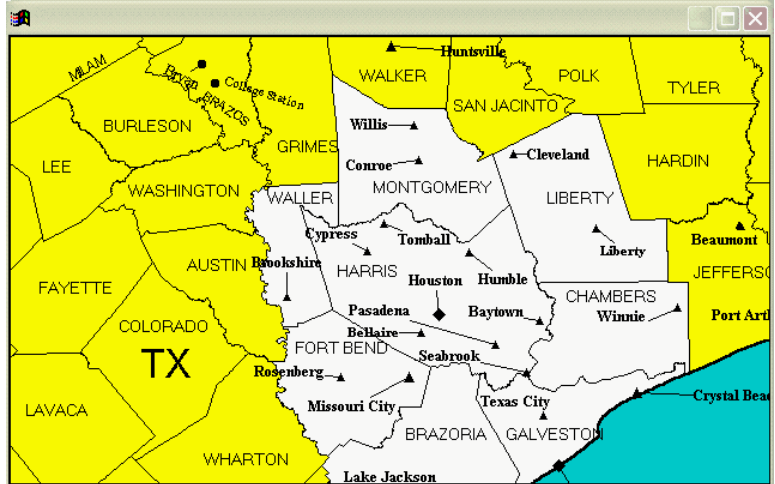 Huntsville
MILAM
Bryan
College Station
BRAZOS
WALKER
POLK
TYLER
SAN JACINTO
BURLESON
Willis
GRIMES
Conroe
Cleveland
HARDIN
LEE
WASHINGTON
WALLER
MONTGOMERY
LIBERTY
Cypress
Tomball
Beaumont
Liberty
AUSTIN
Brookshire
HARRIS
Houston
Humble
JEFFERSO
FAYETTE
CHAMBERS
COLORADO
Pasadena
Baytown
Winnie
Port Art
Bellaire
TX
FORT BEND
Seabrook
Rosenberg
Missouri City
Texas City
Crystal Beac
LAVACA
BRAZORIA
GALVESTON
WHARTON
Lake Jackson